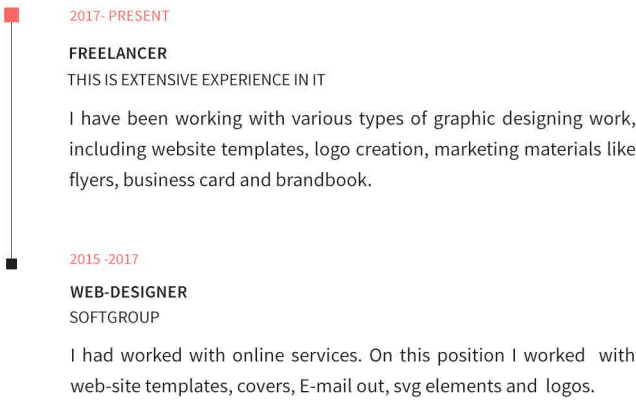 2017- PRESENT
FREELANCER
THIS IS EXTENSIVE EXPERIENCE IN IT
I have been working with various types of graphic designing work,
including website templates, logo creation, marketing materials like
flyers, business card and brandbook.
2015 -2017
WEB-DESIGNER
SOFTGROUP
I had worked with online services. On this position I worked  with
web-site templates, covers, E-mail out, svg elements and  logos.